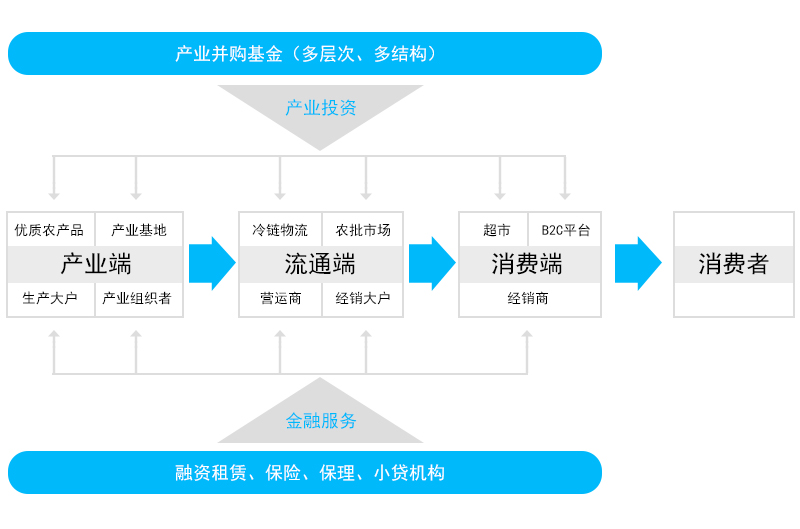 产业并购基金（多层次、多结构）
产业投资
优质农产品 产业基地 冷链物流 农批市场 超市 B2C平台
产业端 流通端 消费端 消费者
生产大户 产业组织者 营运商 经销大户 经销商
金融服务
融资租赁、保险、保理、小贷机构